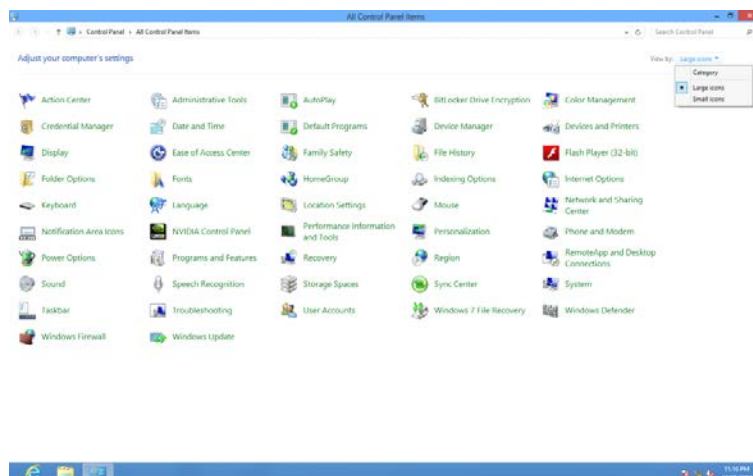 All Control Panel Items
Control Panel
All Control Panel Items
Search Control Panel
Adjust your computer's settings
View by: Large icons
Category
Large icons
Small icons
Action Center
Administrative Tools
AutoPlay
BitLocker Drive Encryption
Color Management
Credential Manager
Date and Time
Default Programs
Device Manager
Devices and Printers
Display
Ease of Access Center
Family Safety
File History
Flash Player (32-bit)
Folder Options
Fonts
HomeGroup
Indexing Options
Internet Options
Keyboard
Language
Location Settings
Mouse
Network and Sharing
Center
Notification Area Icons
NVIDIA Control Panel
Performance Information
and Tools
Personalization
Phone and Modem
Power Options
Programs and Features
Recovery
Region
RemoteApp and Desktop
Connections
Sound
Speech Recognition
Storage Spaces
Sync Center
System
Taskbar
Troubleshooting
User Accounts
Windows 7 File Recovery
Windows Defender
Windows Firewall
Windows Update
11:16 PM